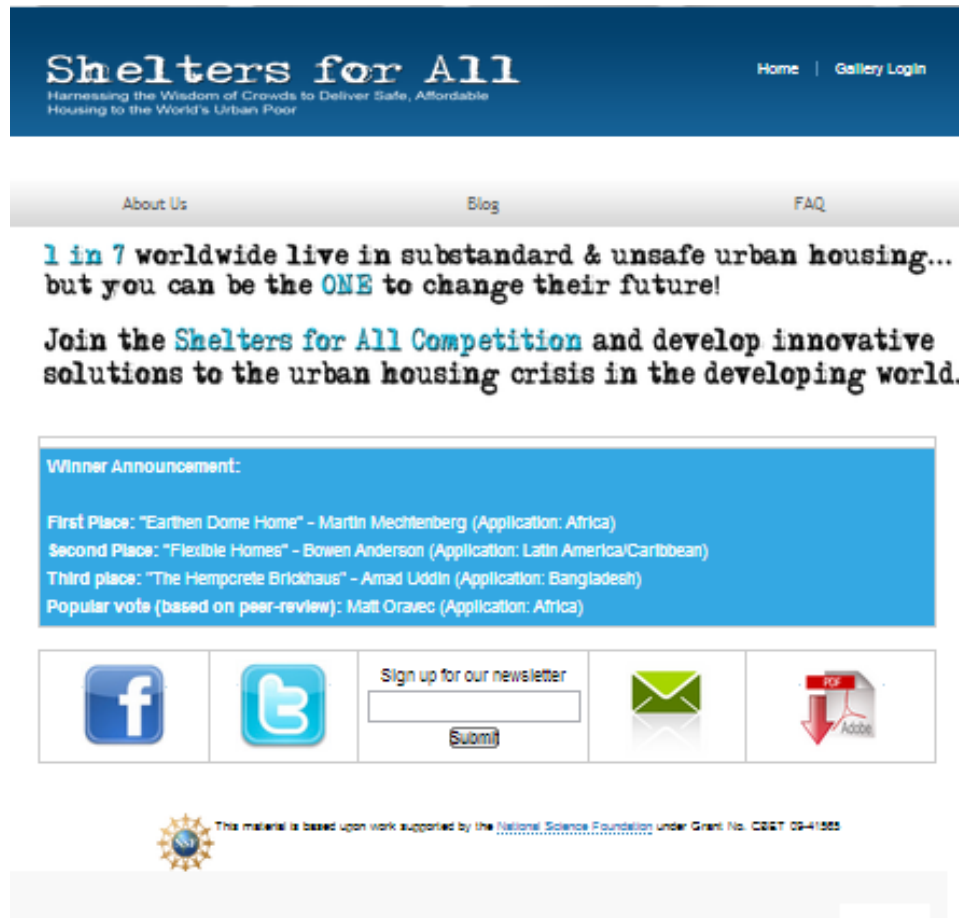 Shelters for All
Harnessing the Wisdom of Crowds to Deliver Safe, Affordable
Housing to the World's Urban Poor
Home | Gallery Login
About Us Blog FAQ
1 in 7 worldwide live in substandard & unsafe urban housing...
but you can be the ONE to change their future!
Join the Shelters for All Competition and develop innovative
solutions to the urban housing crisis in the developing world.
Winner Announcement:
First Place: "Earthen Dome Home" - Martin Mechtenberg (Application: Africa)
Second Place: "Flexible Homes" - Bowen Anderson (Application: Latin America/Caribbean)
Third place: "The Hempcrete Brickhaus" - Amad Uddin (Application: Bangladesh)
Popular vote (based on peer-review): Matt Oravec (Application: Africa)
Sign up for our newsletter
Submit
PDF
Adobe
NSF
This material is based upon work supported by the National Science Foundation under Grant No. CBET 09-41565